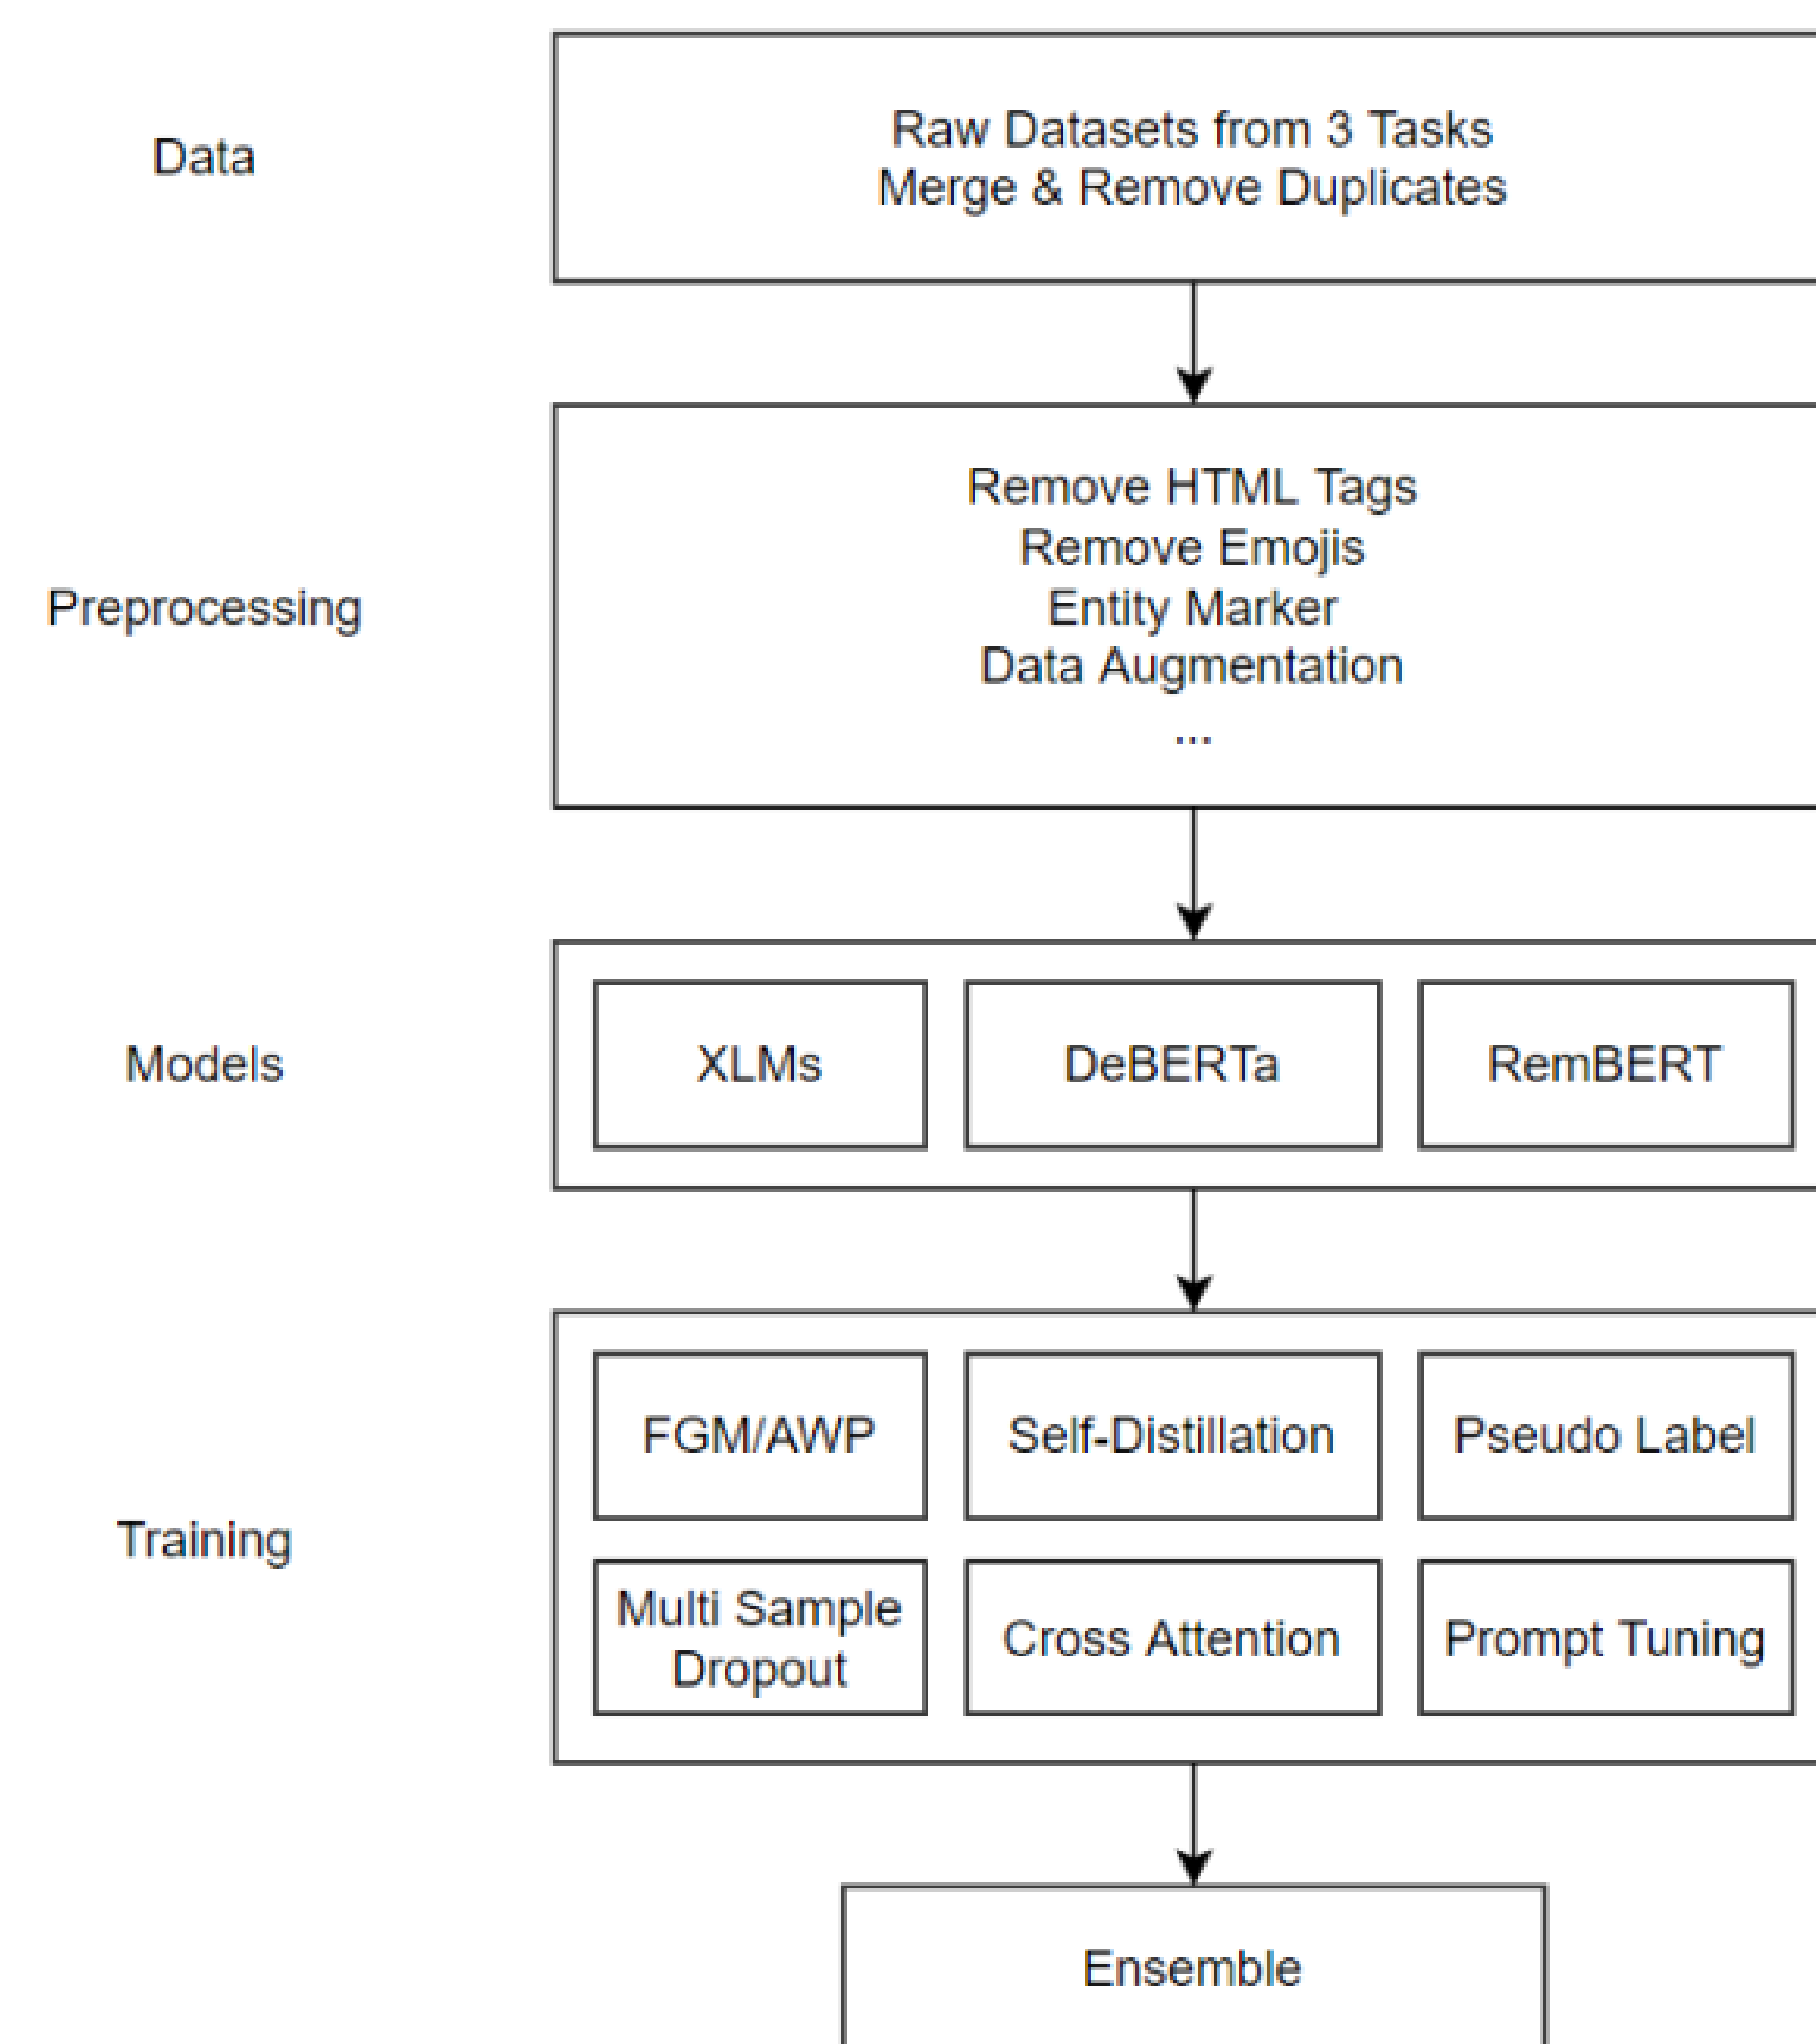 Data
Raw Datasets from 3 Tasks
Merge & Remove Duplicates
Preprocessing
Remove HTML Tags
Remove Emojis
Entity Marker
Data Augmentation
...
Models
XLMs
DeBERTa
RemBERT
Training
FGM/AWP
Self-Distillation
Pseudo Label
Multi Sample
Dropout
Cross Attention
Prompt Tuning
Ensemble